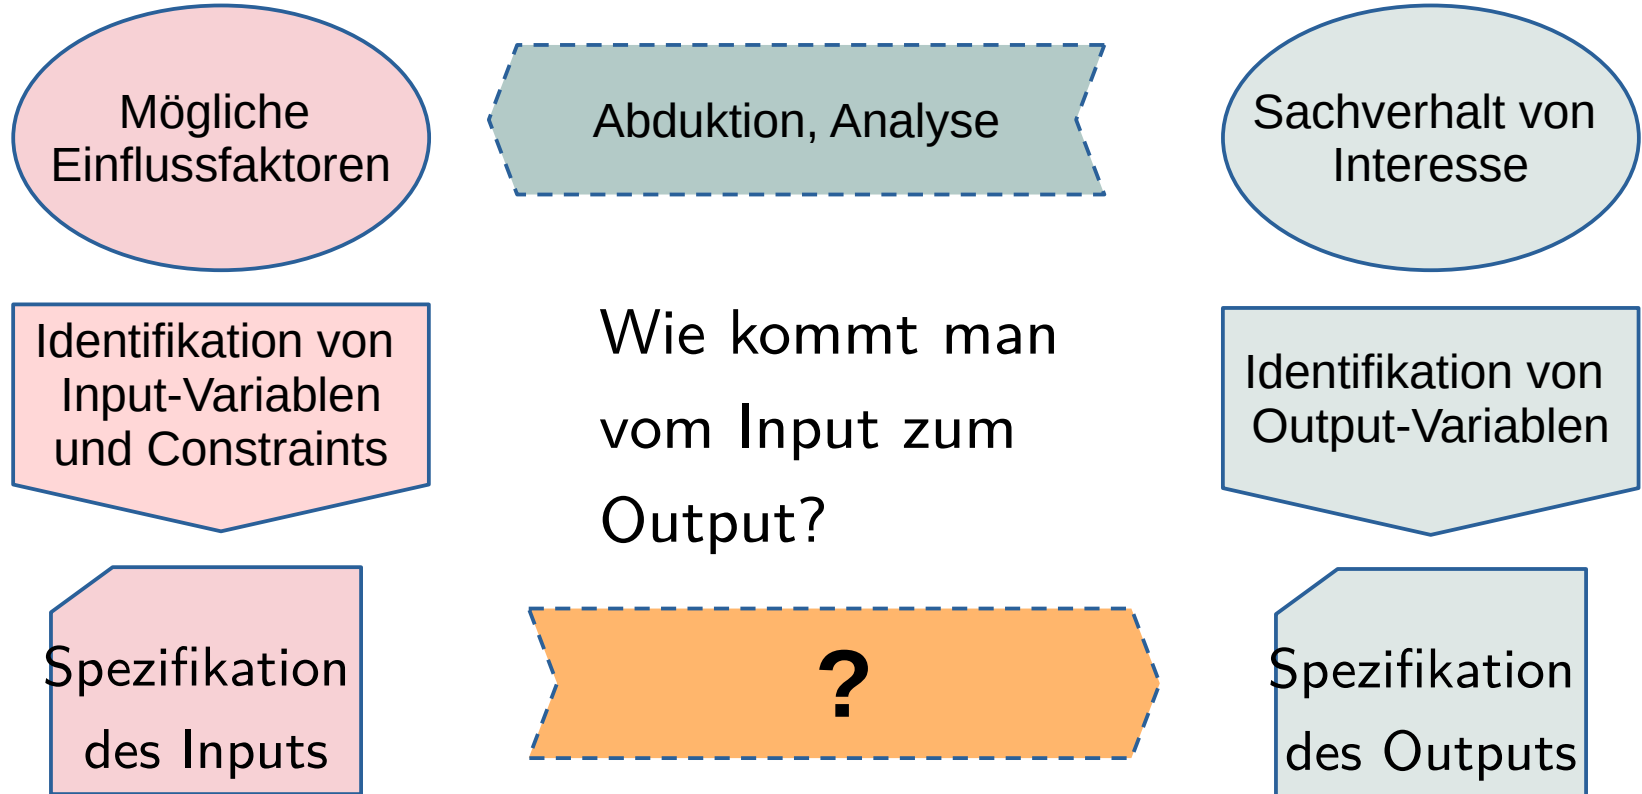 Mögliche
Einflussfaktoren
Abduktion, Analyse
Sachverhalt von
Interesse
Identifikation von
Input-Variablen
und Constraints
Wie kommt man
vom Input zum
Output?
Identifikation von
Output-Variablen
Spezifikation
des Inputs
?
Spezifikation
des Outputs